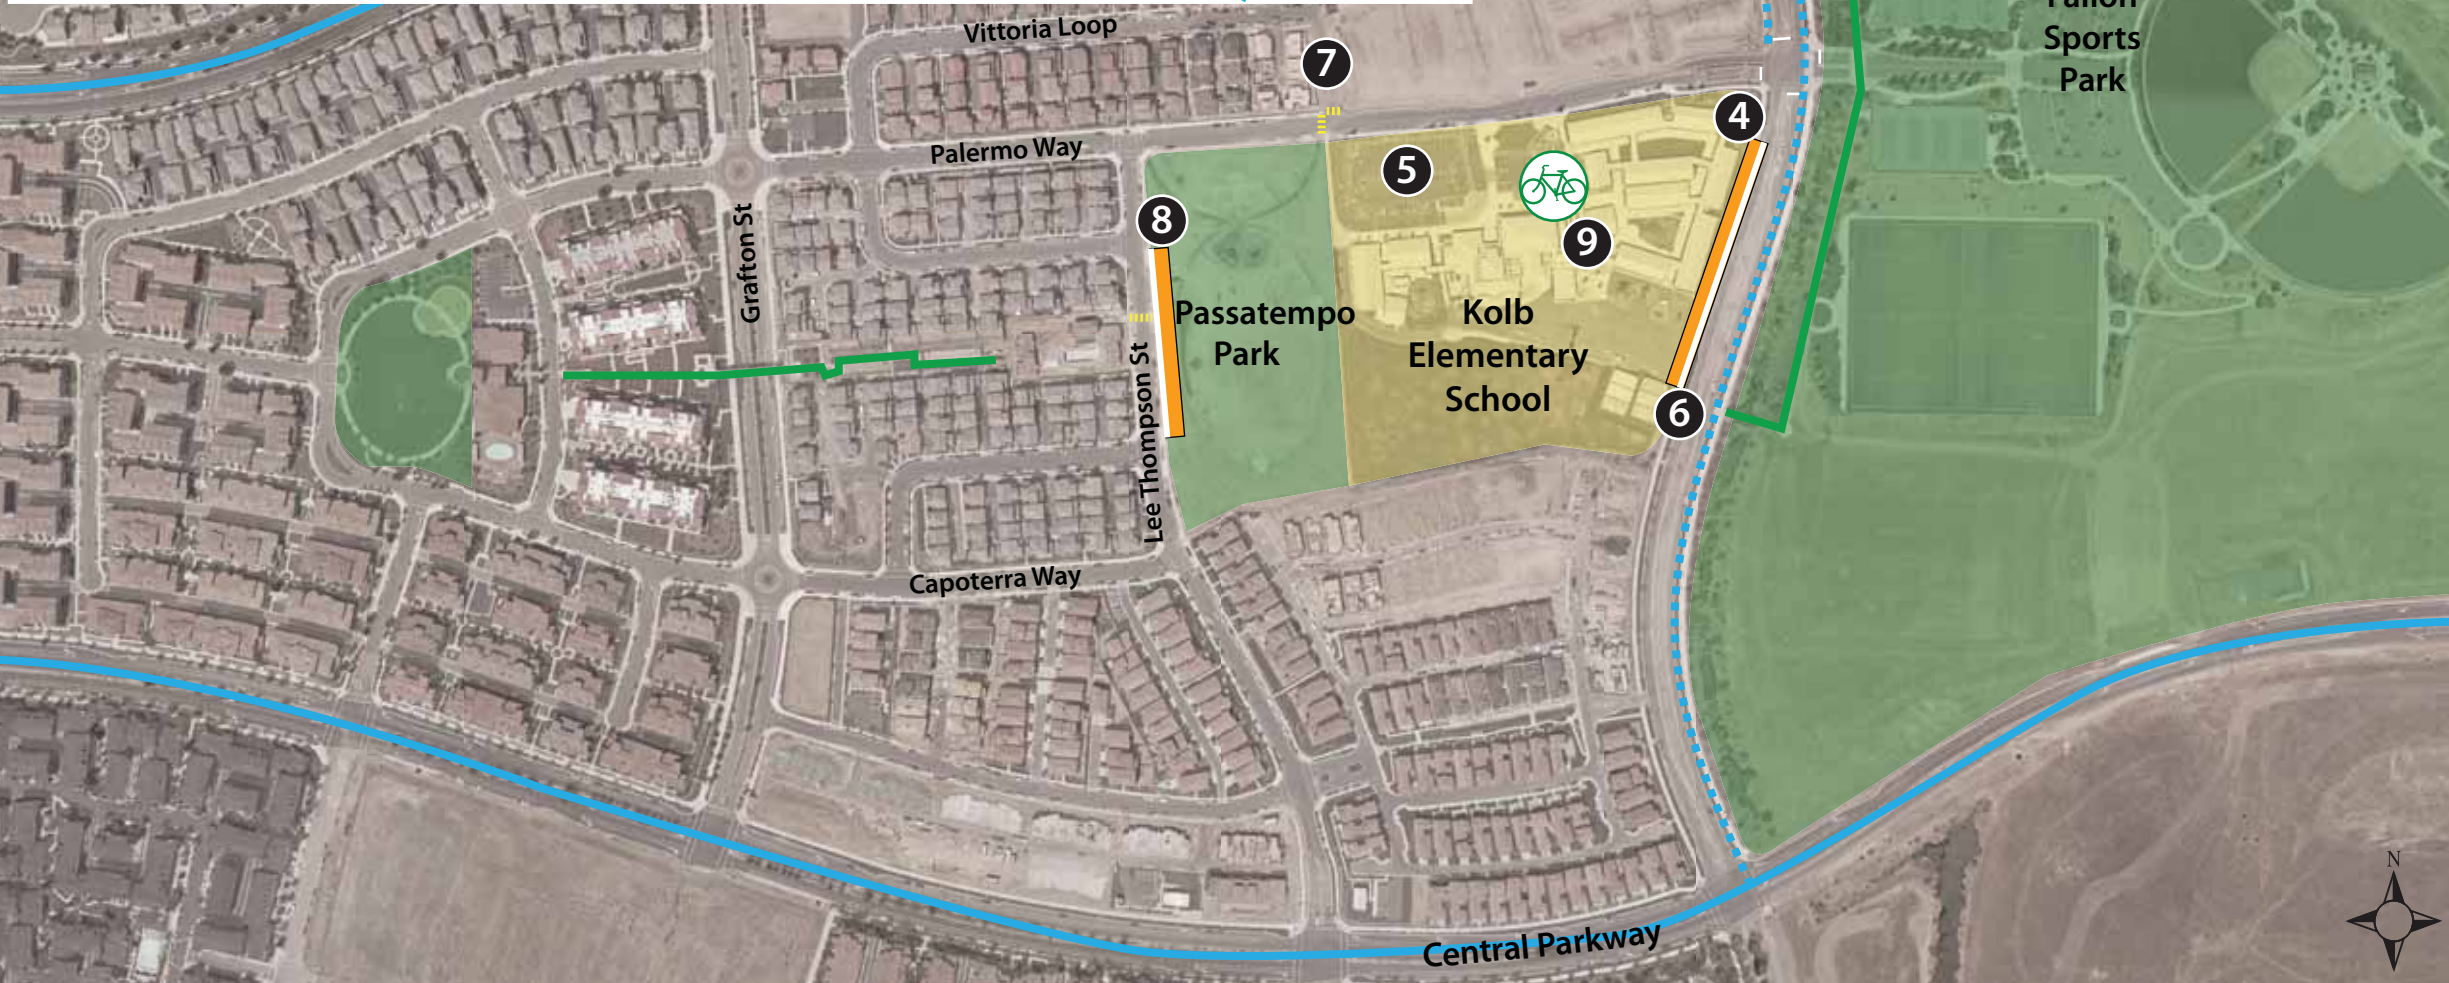 Vittoria Loop
7
Fallon
Sports
Park
4
Palermo Way
5
8
9
Grafton St
Passatempo
Park
Kolb
Elementary
School
6
Lee Thompson St
Capoterra Way
N
Central Parkway